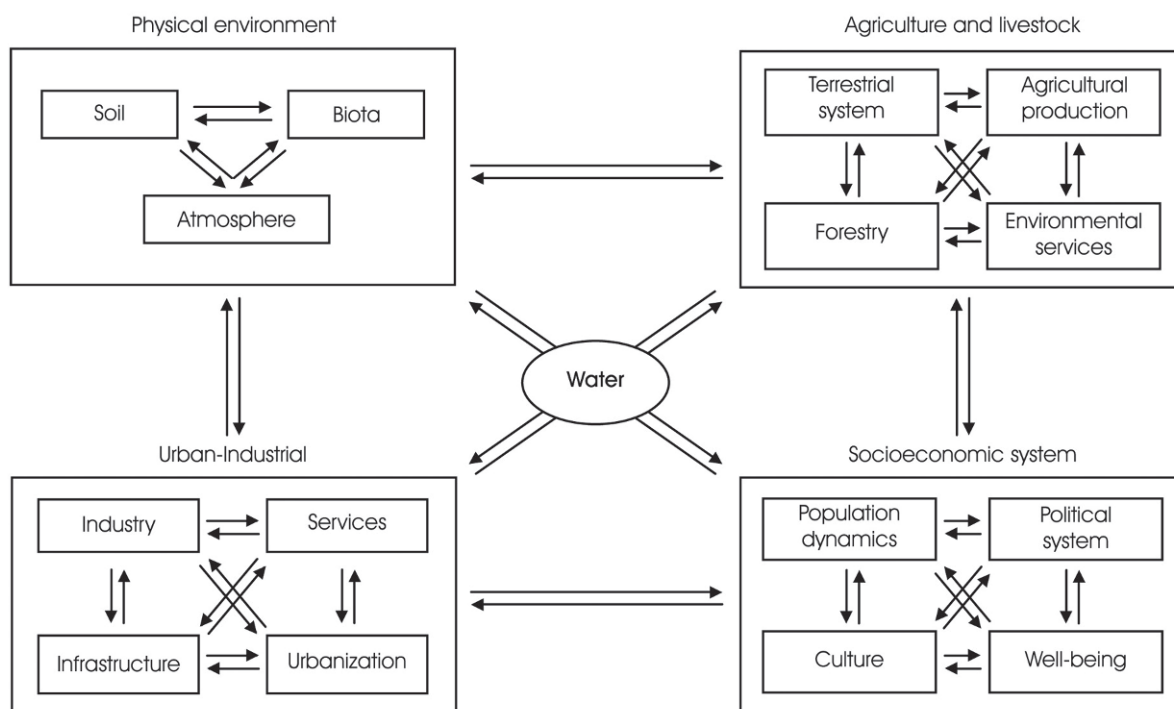 Physical environment
Soil
Biota
Atmosphere
Agriculture and livestock
Terrestrial
system
Agricultural
production
Forestry
Environmental
services
Water
Urban-Industrial
Industry
Services
Infrastructure
Urbanization
Socioeconomic system
Population
dynamics
Political
system
Culture
Well-being